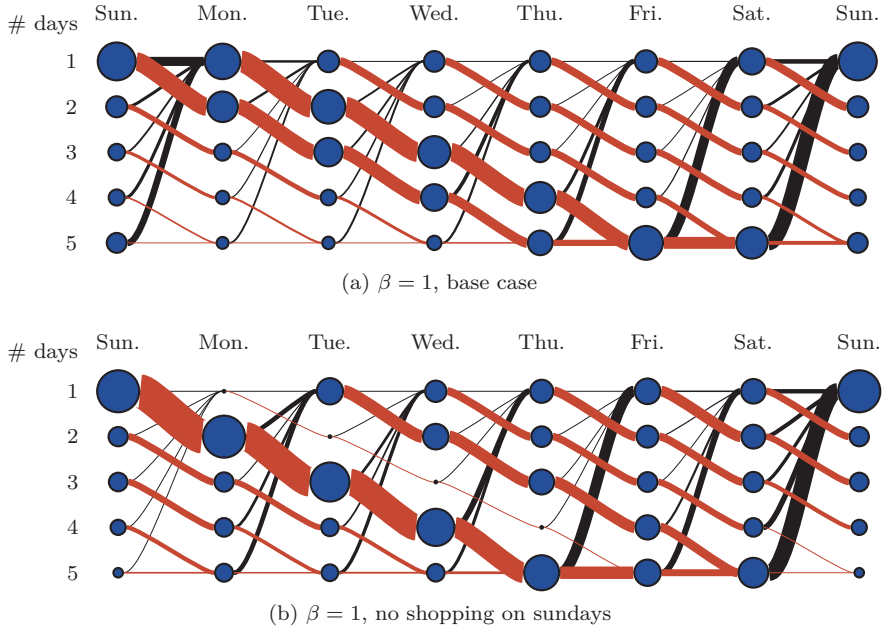 # days Sun. Mon. Tue. Wed. Thu. Fri. Sat. Sun.
1
2
3
4
5
(a) β = 1, base case
# days Sun. Mon. Tue. Wed. Thu. Fri. Sat. Sun.
1
2
3
4
5
(b) β = 1, no shopping on sundays